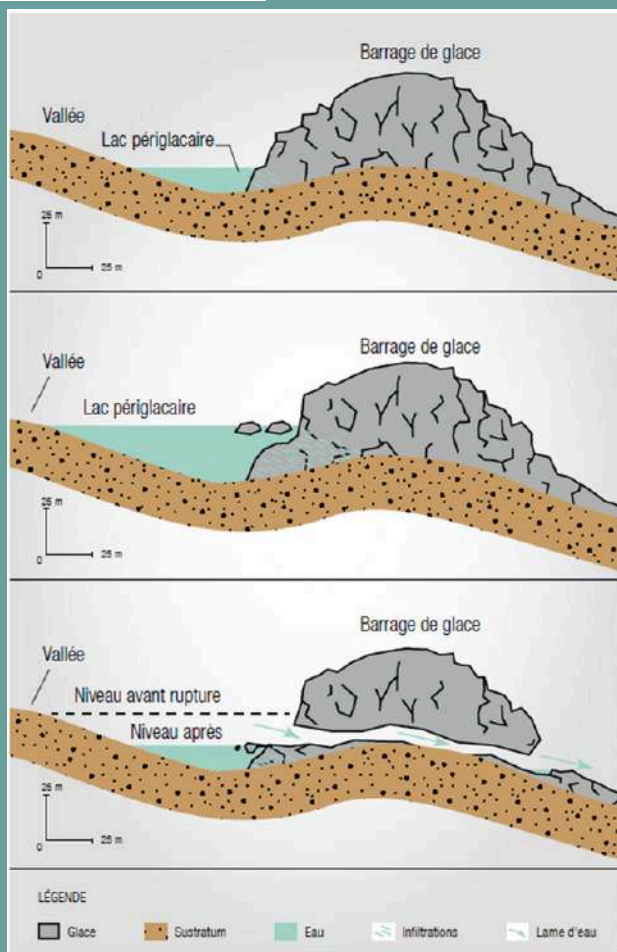 Barrage de glace
Vallée
Lac périglacaire
25 m
0
25 m
Barrage de glace
Vallée
Lac périglacaire
25 m
0
25 m
Barrage de glace
Vallée
Niveau avant rupture
Niveau après
25 m
0
25 m
LÉGENDE
Glace
Sustratum
Eau
Infiltrations
Lame d'eau